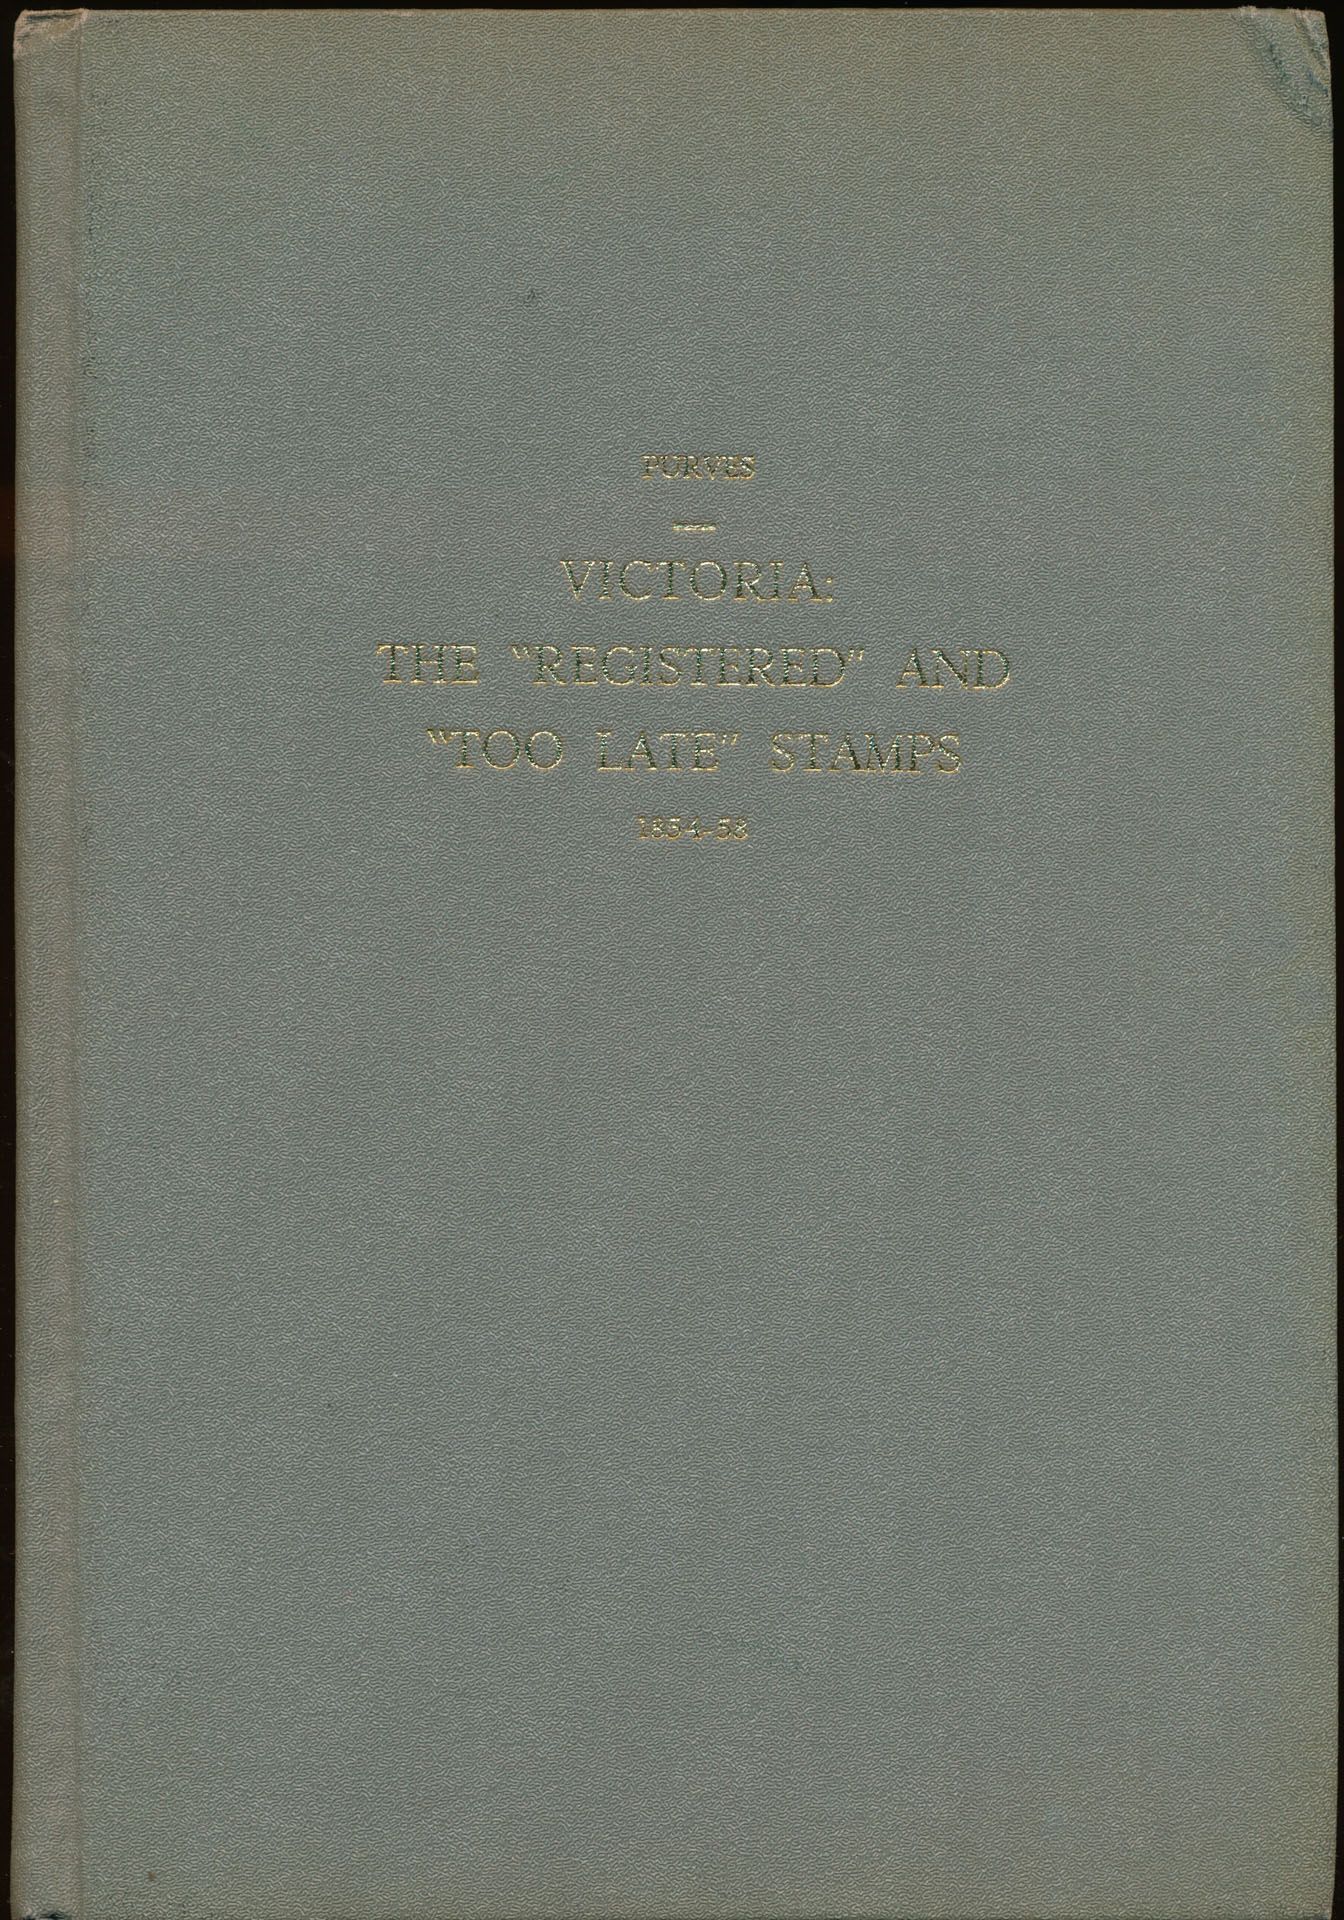 PURVES
VICTORIA:
THE "REGISTERED" AND
"TOO LATE" STAMPS
1854-58